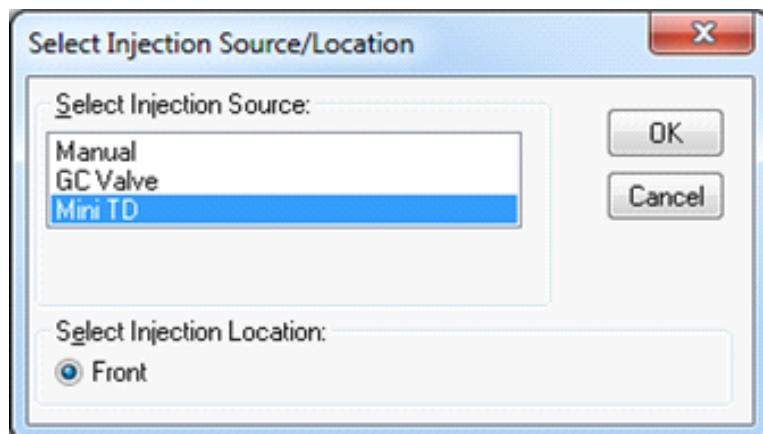 Select Injection Source/Location
Select Injection Source:
Manual
GC Valve
Mini TD
OK
Cancel
Select Injection Location:
Front